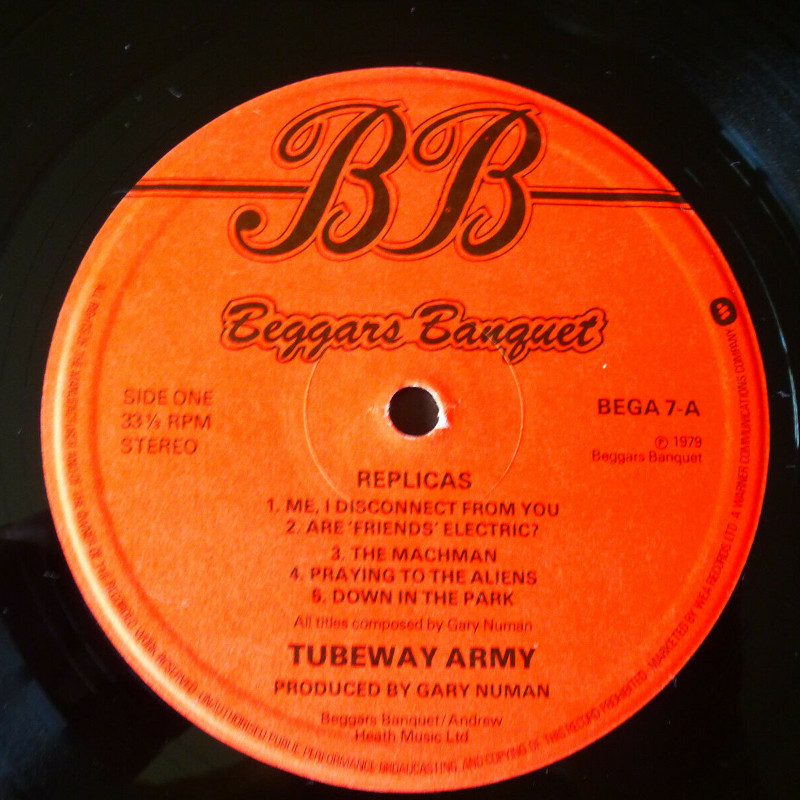 BB
Beggars Banquet
SIDE ONE
33⅓ RPM
STEREO
BEGA 7-A
℗ 1979
Beggars Banquet
REPLICAS
1. ME, I DISCONNECT FROM YOU
2. ARE 'FRIENDS' ELECTRIC?
3. THE MACHMAN
4. PRAYING TO THE ALIENS
5. DOWN IN THE PARK
All titles composed by Gary Numan
TUBEWAY ARMY
PRODUCED BY GARY NUMAN
Beggars Banquet/Andrew
Heath Music Ltd
RESERVED. UNAUTHORISED PUBLIC PERFORMANCE BROADCASTING AND COPYING OF THIS RECORD PROHIBITED. MARKETED BY WEA RECORDS LTD. A WARNER COMMUNICATIONS COMPANY